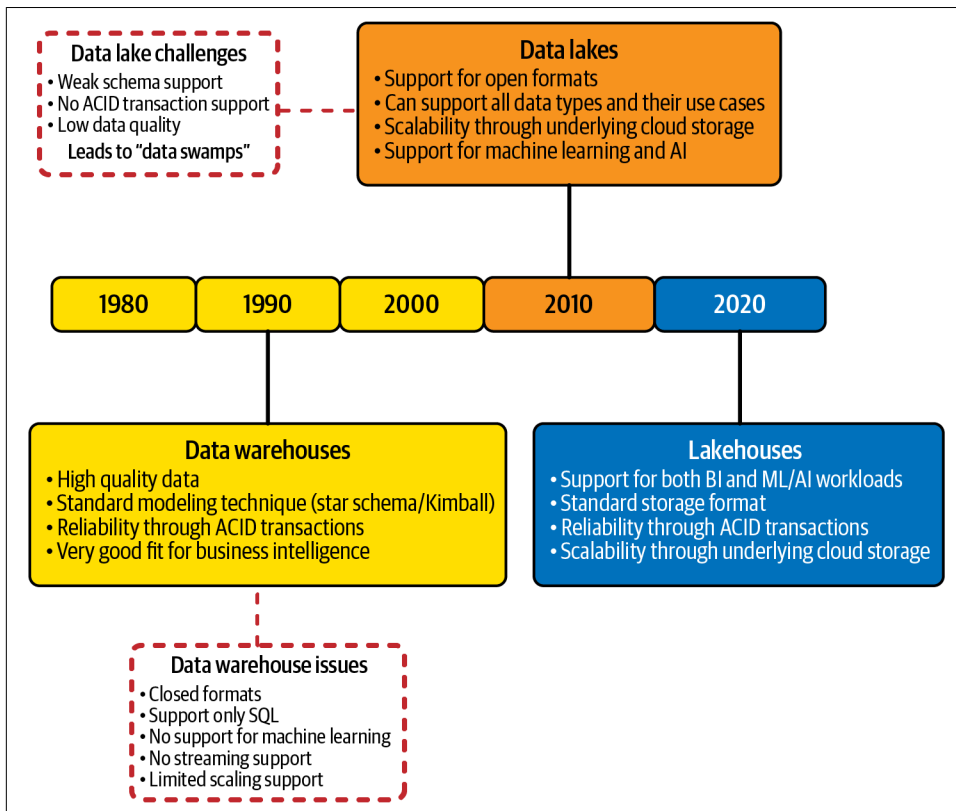 Data lake challenges
• Weak schema support
• No ACID transaction support
• Low data quality
Leads to “data swamps”
Data lakes
• Support for open formats
• Can support all data types and their use cases
• Scalability through underlying cloud storage
• Support for machine learning and AI
1980
1990
2000
2010
2020
Data warehouses
• High quality data
• Standard modeling technique (star schema/Kimball)
• Reliability through ACID transactions
• Very good fit for business intelligence
Lakehouses
• Support for both BI and ML/AI workloads
• Standard storage format
• Reliability through ACID transactions
• Scalability through underlying cloud storage
Data warehouse issues
• Closed formats
• Support only SQL
• No support for machine learning
• No streaming support
• Limited scaling support